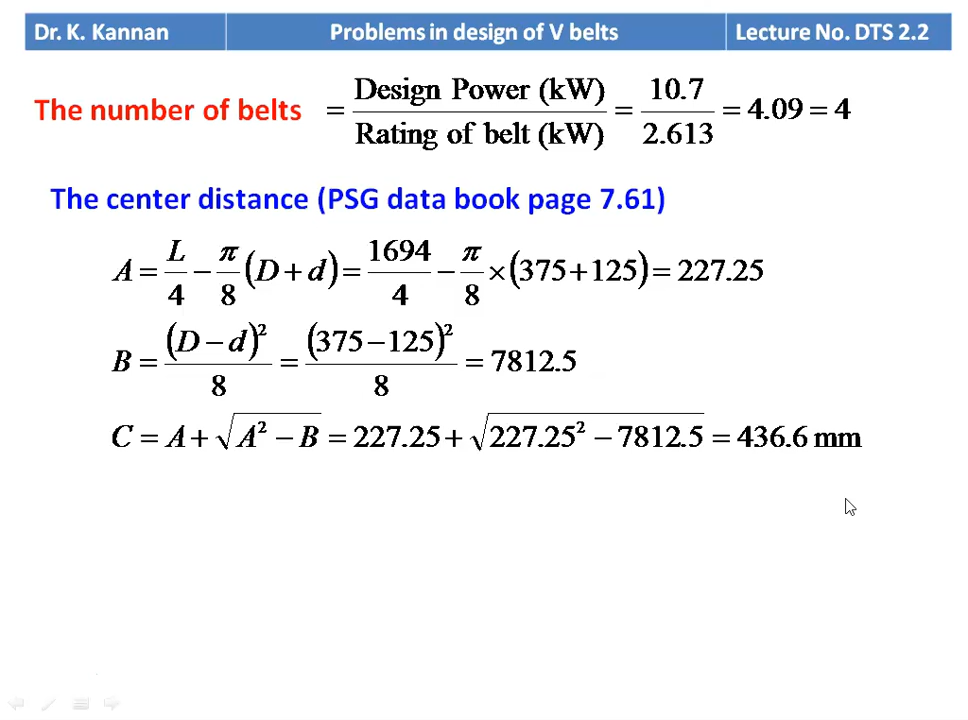 Dr. K. Kannan Problems in design of V belts Lecture No. DTS 2.2
The number of belts = Design Power (kW) / Rating of belt (kW) = 10.7 / 2.613 = 4.09 = 4
The center distance (PSG data book page 7.61)
A = L/4 − π/8 (D + d) = 1694/4 − π/8 × (375 + 125) = 227.25
B = (D − d)² / 8 = (375 − 125)² / 8 = 7812.5
C = A + √(A² − B) = 227.25 + √(227.25² − 7812.5) = 436.6 mm